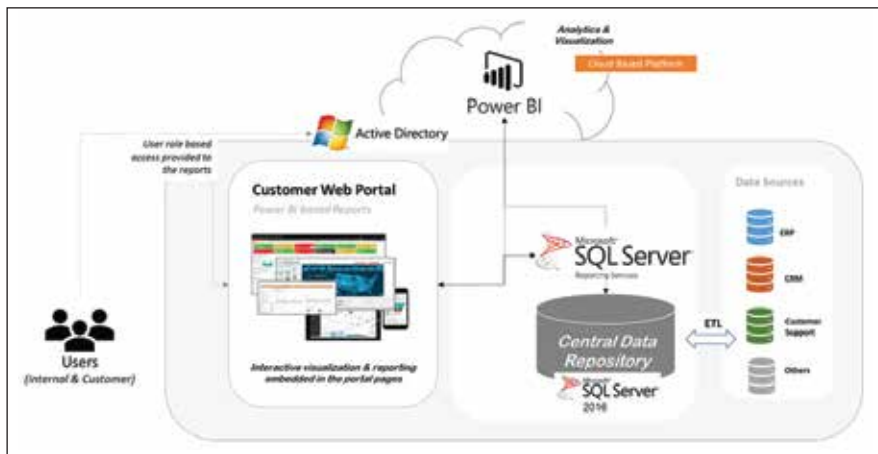 Analytics &
Visualization
Cloud Based Platform
Power BI
Active Directory
User role based
access provided to
the reports
Customer Web Portal
Power BI based Reports
Interactive visualization & reporting
embedded in the portal pages
Users
(Internal & Customer)
Microsoft
SQL Server
Reporting Services
Central Data
Repository
Microsoft
SQL Server
2016
ETL
Data Sources
ERP
CRM
Customer
Support
Others